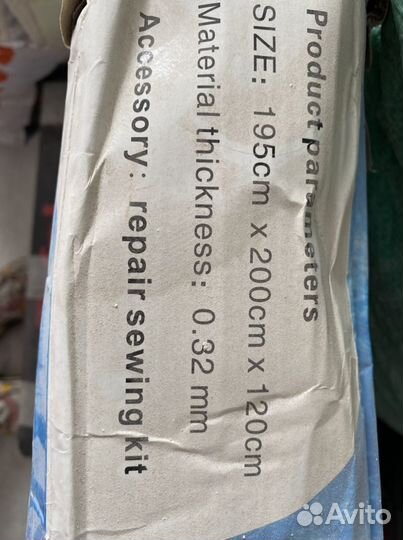 Product parameters
SIZE: 195cm x 200cm x 120cm
Material thickness: 0.32 mm
Accessory: repair sewing kit
Avito